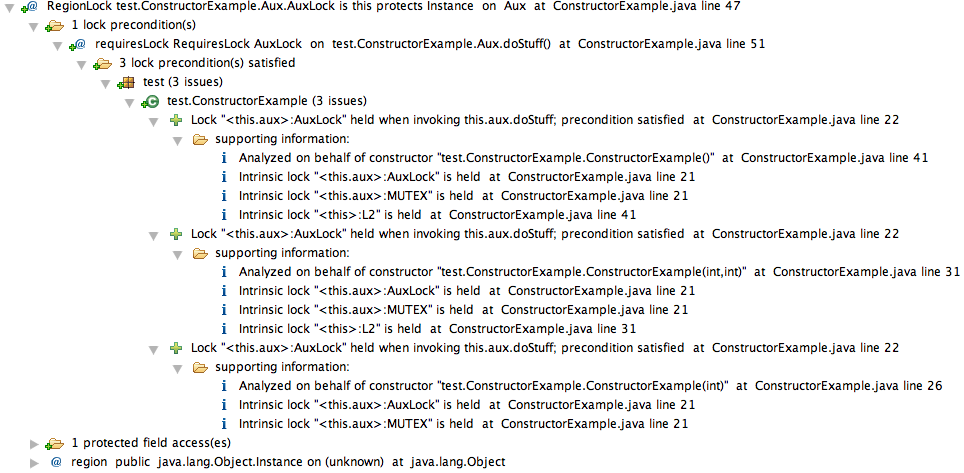 RegionLock test.ConstructorExample.Aux.AuxLock is this protects Instance on Aux at ConstructorExample.java line 47
1 lock precondition(s)
requiresLock RequiresLock AuxLock on test.ConstructorExample.Aux.doStuff() at ConstructorExample.java line 51
3 lock precondition(s) satisfied
test (3 issues)
test.ConstructorExample (3 issues)
Lock "<this.aux>:AuxLock" held when invoking this.aux.doStuff; precondition satisfied at ConstructorExample.java line 22
supporting information:
Analyzed on behalf of constructor "test.ConstructorExample.ConstructorExample()" at ConstructorExample.java line 41
Intrinsic lock "<this.aux>:AuxLock" is held at ConstructorExample.java line 21
Intrinsic lock "<this.aux>:MUTEX" is held at ConstructorExample.java line 21
Intrinsic lock "<this>:L2" is held at ConstructorExample.java line 41
Lock "<this.aux>:AuxLock" held when invoking this.aux.doStuff; precondition satisfied at ConstructorExample.java line 22
supporting information:
Analyzed on behalf of constructor "test.ConstructorExample.ConstructorExample(int,int)" at ConstructorExample.java line 31
Intrinsic lock "<this.aux>:AuxLock" is held at ConstructorExample.java line 21
Intrinsic lock "<this.aux>:MUTEX" is held at ConstructorExample.java line 21
Intrinsic lock "<this>:L2" is held at ConstructorExample.java line 31
Lock "<this.aux>:AuxLock" held when invoking this.aux.doStuff; precondition satisfied at ConstructorExample.java line 22
supporting information:
Analyzed on behalf of constructor "test.ConstructorExample.ConstructorExample(int)" at ConstructorExample.java line 26
Intrinsic lock "<this.aux>:AuxLock" is held at ConstructorExample.java line 21
Intrinsic lock "<this.aux>:MUTEX" is held at ConstructorExample.java line 21
1 protected field access(es)
region public java.lang.Object.Instance on (unknown) at java.lang.Object